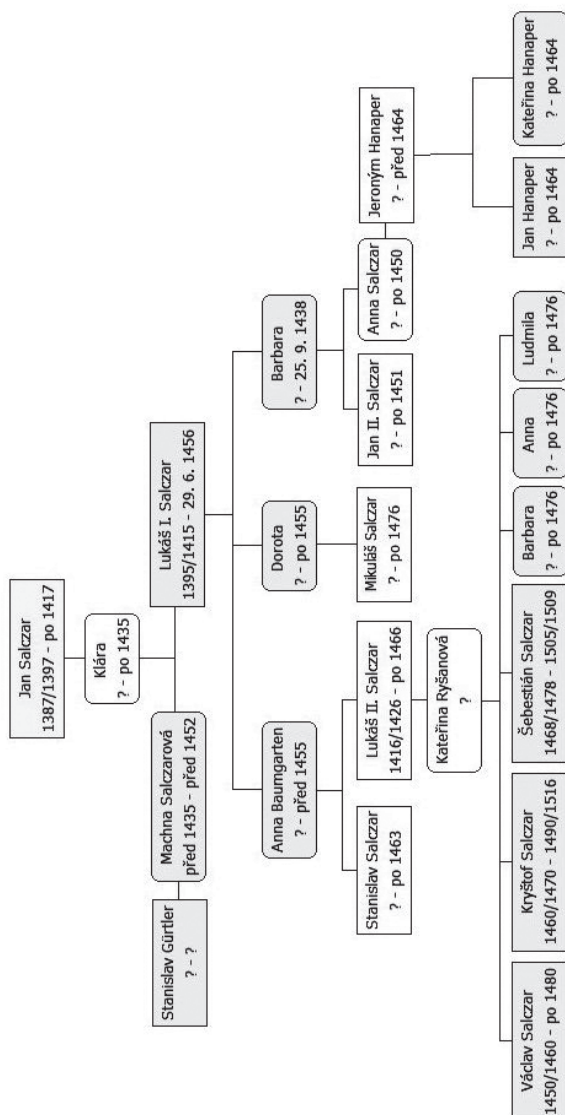 Jan Salczar
1387/1397 - po 1417
Klára
? - po 1435
Stanislav Gürtler
? - ?
Machna Salczarová
před 1435 - před 1452
Lukáš I. Salczar
1395/1415 - 29. 6. 1456
Anna Baumgarten
? - před 1455
Dorota
? - po 1455
Barbara
? - 25. 9. 1438
Stanislav Salczar
? - po 1463
Lukáš II. Salczar
1416/1426 - po 1466
Mikuláš Salczar
? - po 1476
Jan II. Salczar
? - po 1451
Anna Salczar
? - po 1450
Jeroným Hanaper
? - před 1464
Kateřina Ryšanová
?
Václav Salczar
1450/1460 - po 1480
Kryštof Salczar
1460/1470 - 1490/1516
Šebestián Salczar
1468/1478 - 1505/1509
Barbara
? - po 1476
Anna
? - po 1476
Ludmila
? - po 1476
Jan Hanaper
? - po 1464
Kateřina Hanaper
? - po 1464